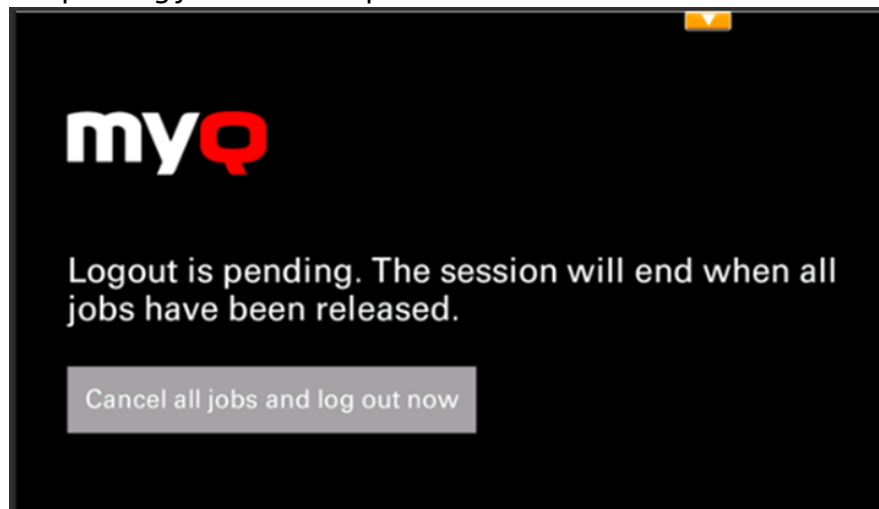 myQ
Logout is pending. The session will end when all
jobs have been released.
Cancel all jobs and log out now